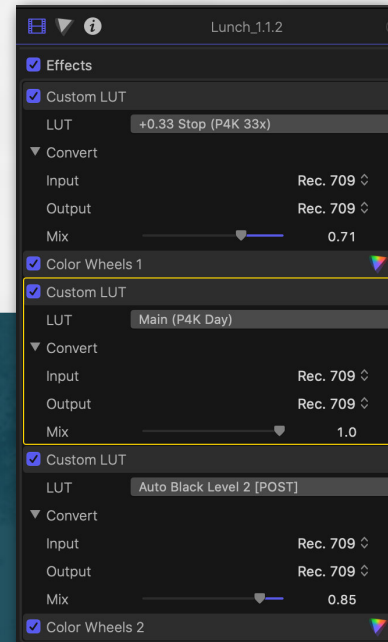 Lunch_1.1.2
Effects
Custom LUT
LUT +0.33 Stop (P4K 33x)
Convert
Input Rec. 709
Output Rec. 709
Mix 0.71
Color Wheels 1
Custom LUT
LUT Main (P4K Day)
Convert
Input Rec. 709
Output Rec. 709
Mix 1.0
Custom LUT
LUT Auto Black Level 2 [POST]
Convert
Input Rec. 709
Output Rec. 709
Mix 0.85
Color Wheels 2